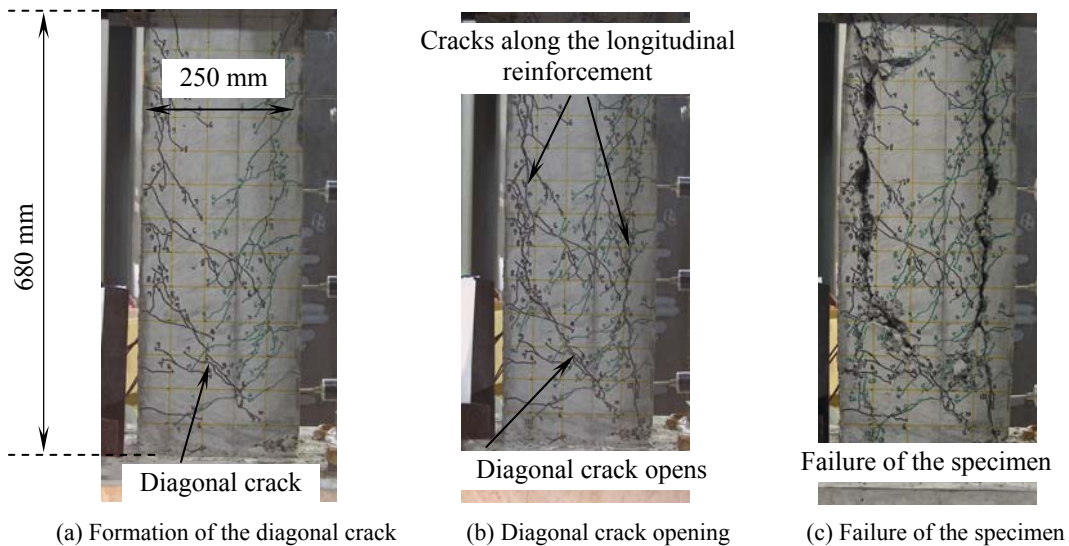 Cracks along the longitudinal
reinforcement
250 mm
680 mm
Diagonal crack
Diagonal crack opens
Failure of the specimen
(a) Formation of the diagonal crack
(b) Diagonal crack opening
(c) Failure of the specimen